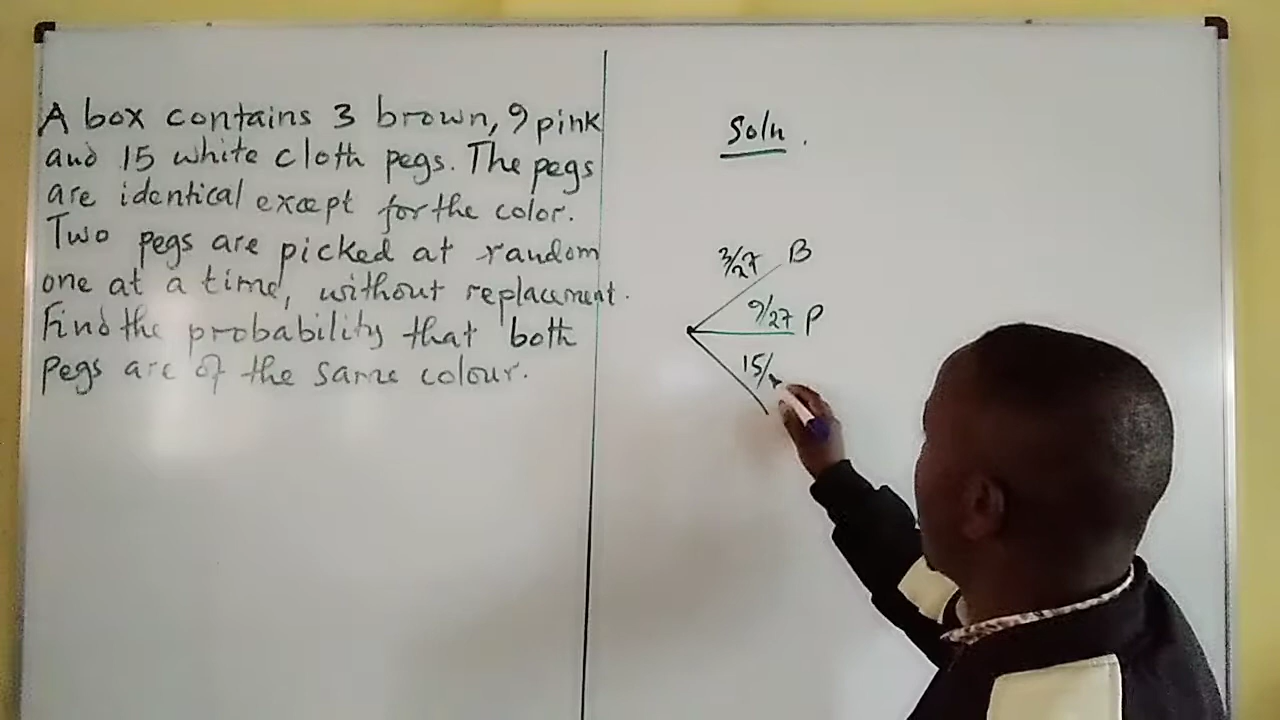 A box contains 3 brown, 9 pink
and 15 white cloth pegs. The pegs
are identical except for the color.
Two pegs are picked at random
one at a time, without replacement.
Find the probability that both
pegs are of the same colour.
Soln.
3/27 B
9/27 P
15/